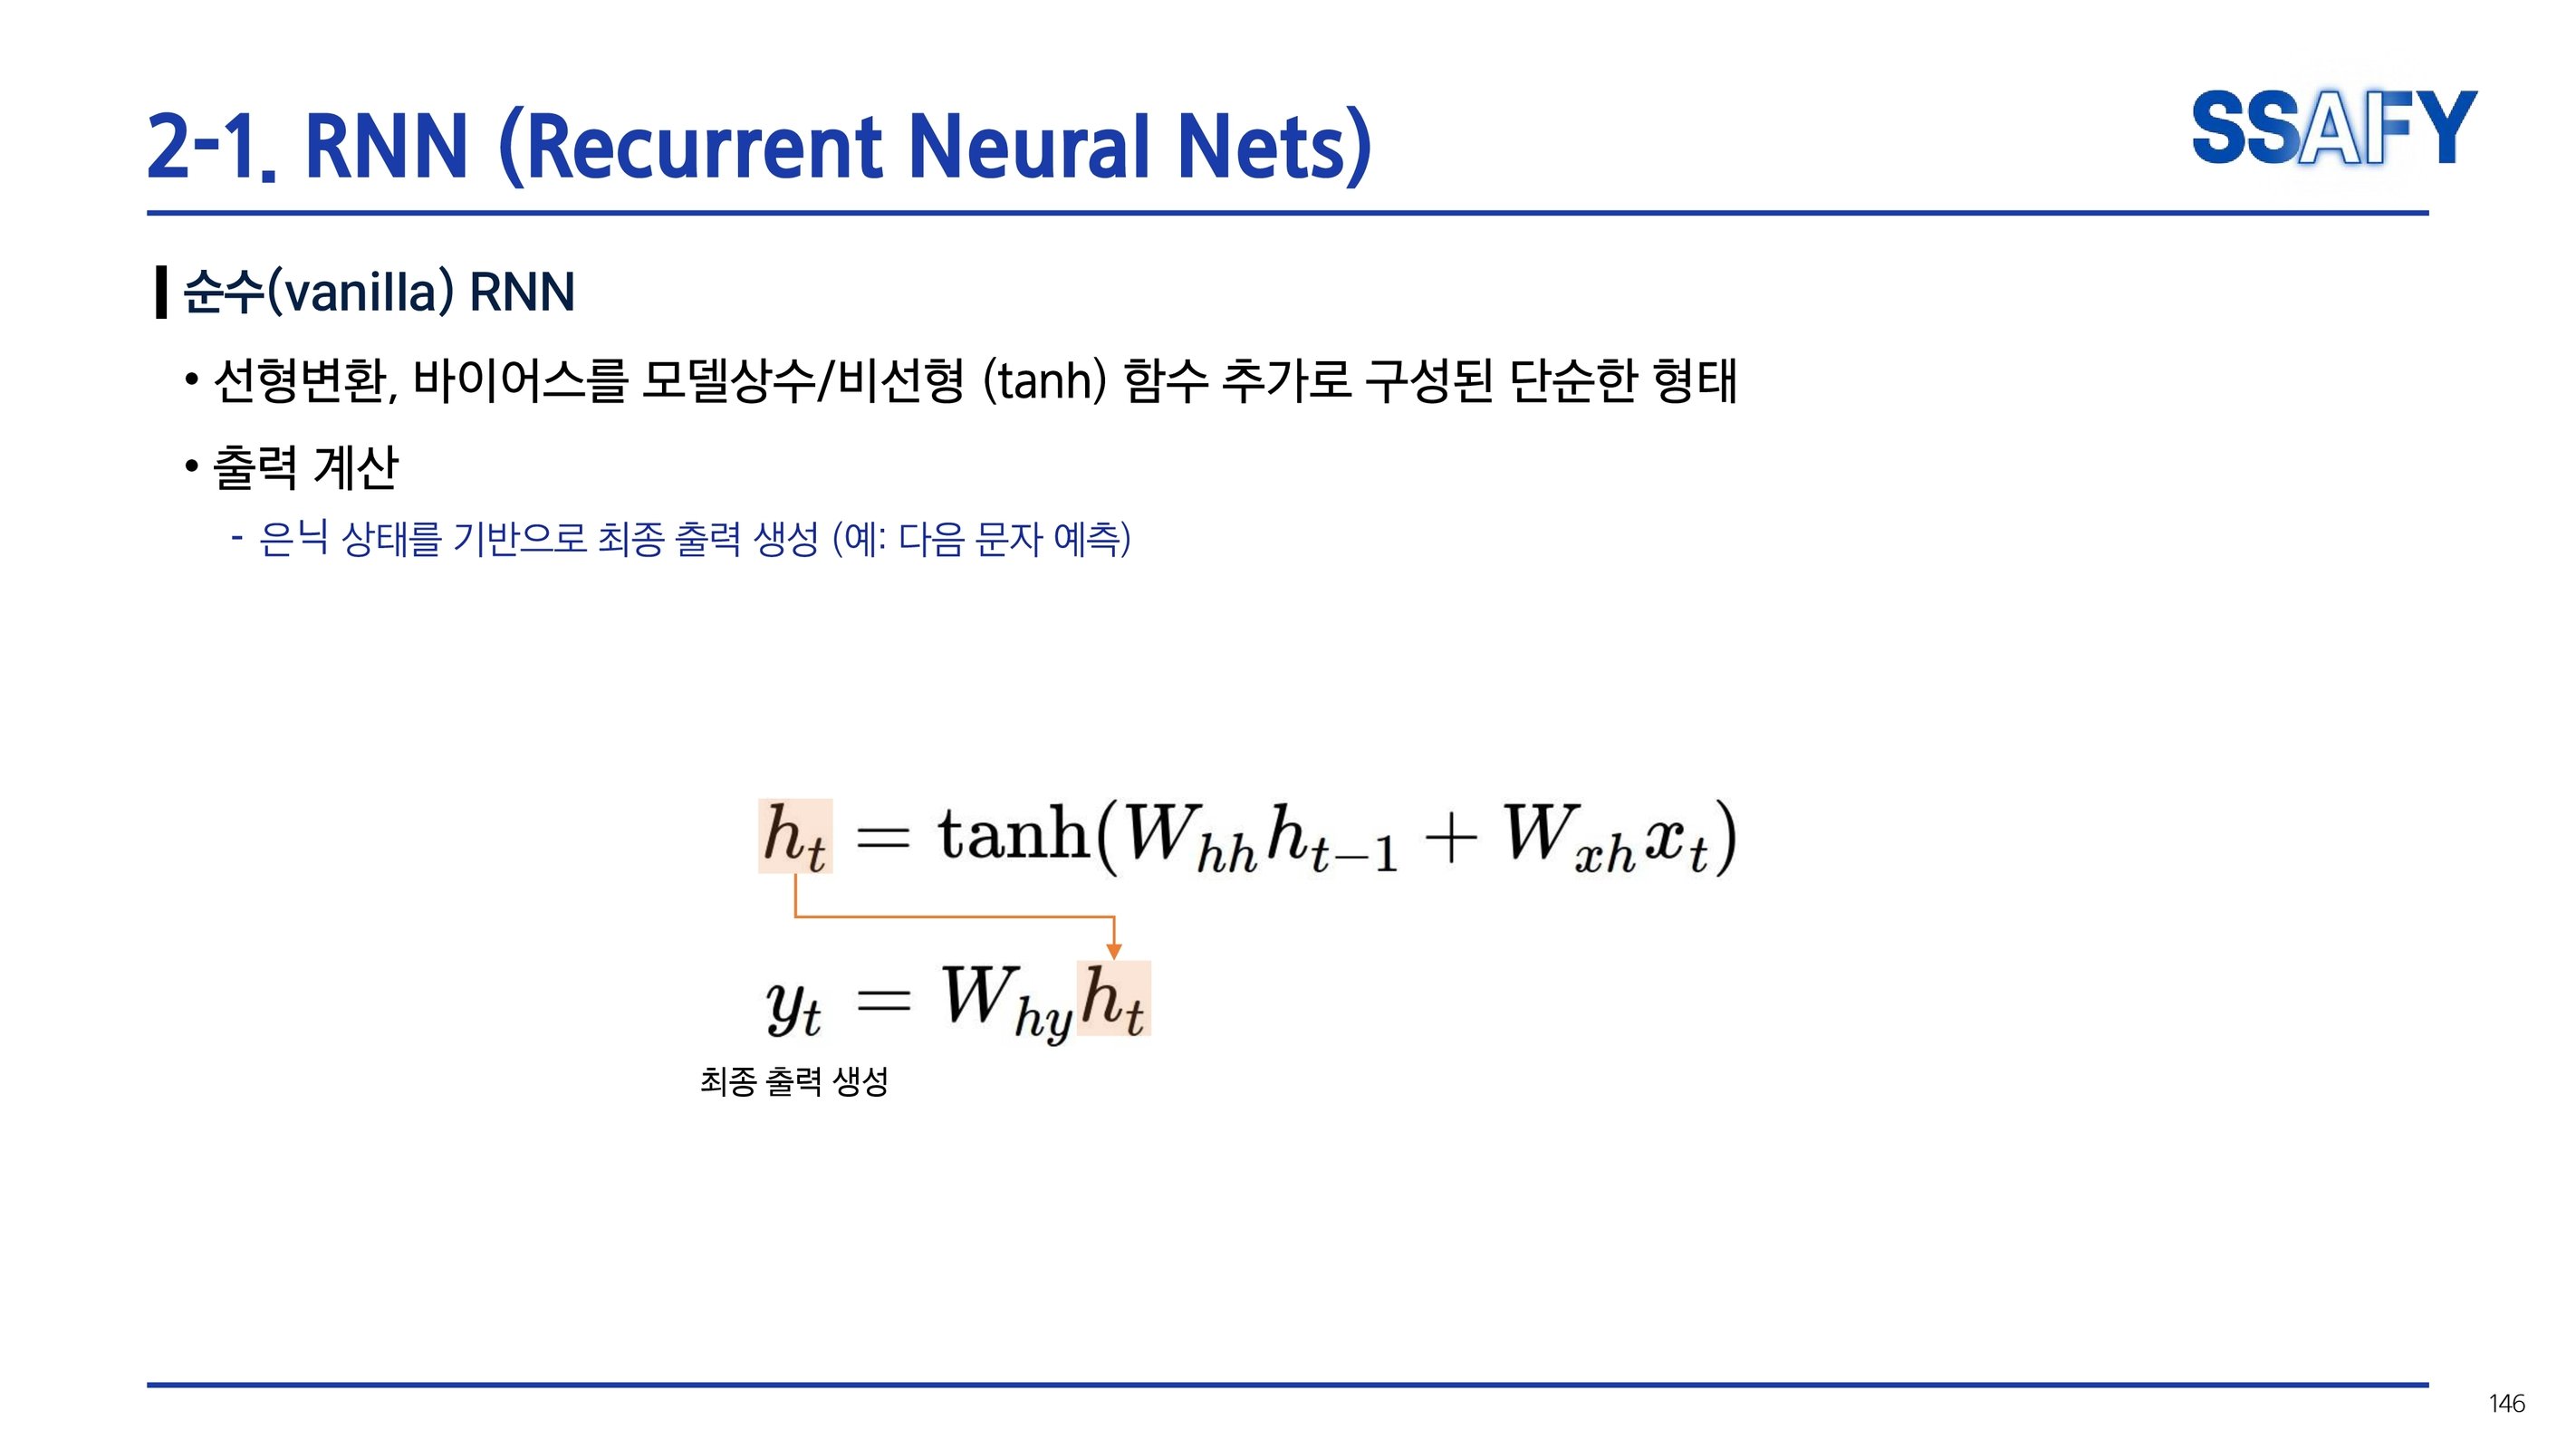 2-1. RNN (Recurrent Neural Nets)
SSAFY
순수(vanilla) RNN
• 선형변환, 바이어스를 모델상수/비선형 (tanh) 함수 추가로 구성된 단순한 형태
• 출력 계산
- 은닉 상태를 기반으로 최종 출력 생성 (예: 다음 문자 예측)
h_t = tanh(W_{hh}h_{t−1} + W_{xh}x_t)
y_t = W_{hy}h_t
최종 출력 생성
146